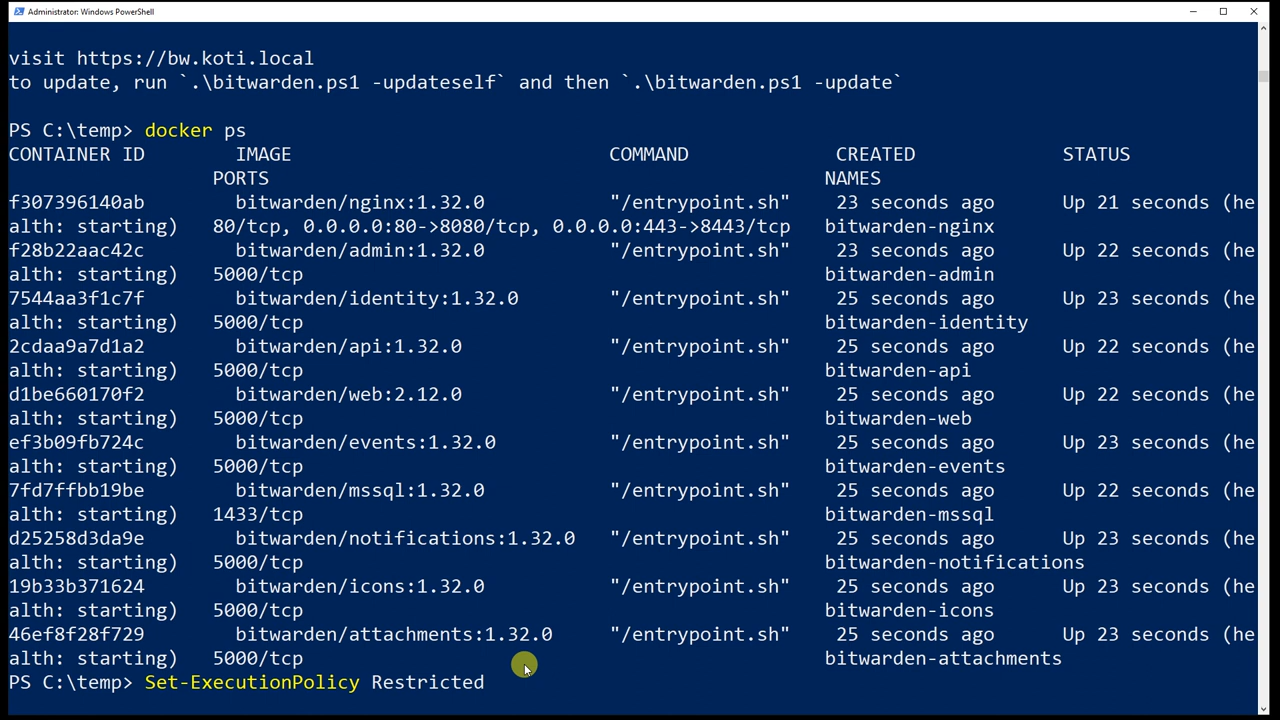 Administrator: Windows PowerShell
visit https://bw.koti.local
to update, run `.\bitwarden.ps1 -updateself` and then `.\bitwarden.ps1 -update`
PS C:\temp> docker ps
CONTAINER ID        IMAGE                            COMMAND             CREATED             STATUS
                  PORTS                                                   NAMES
f307396140ab        bitwarden/nginx:1.32.0           "/entrypoint.sh"    23 seconds ago      Up 21 seconds (he
alth: starting)   80/tcp, 0.0.0.0:80->8080/tcp, 0.0.0.0:443->8443/tcp   bitwarden-nginx
f28b22aac42c        bitwarden/admin:1.32.0           "/entrypoint.sh"    23 seconds ago      Up 22 seconds (he
alth: starting)   5000/tcp                                              bitwarden-admin
7544aa3f1c7f        bitwarden/identity:1.32.0        "/entrypoint.sh"    25 seconds ago      Up 23 seconds (he
alth: starting)   5000/tcp                                              bitwarden-identity
2cdaa9a7d1a2        bitwarden/api:1.32.0             "/entrypoint.sh"    25 seconds ago      Up 22 seconds (he
alth: starting)   5000/tcp                                              bitwarden-api
d1be660170f2        bitwarden/web:2.12.0             "/entrypoint.sh"    25 seconds ago      Up 22 seconds (he
alth: starting)   5000/tcp                                              bitwarden-web
ef3b09fb724c        bitwarden/events:1.32.0          "/entrypoint.sh"    25 seconds ago      Up 23 seconds (he
alth: starting)   5000/tcp                                              bitwarden-events
7fd7ffbb19be        bitwarden/mssql:1.32.0           "/entrypoint.sh"    25 seconds ago      Up 22 seconds (he
alth: starting)   1433/tcp                                              bitwarden-mssql
d25258d3da9e        bitwarden/notifications:1.32.0   "/entrypoint.sh"    25 seconds ago      Up 23 seconds (he
alth: starting)   5000/tcp                                              bitwarden-notifications
19b33b371624        bitwarden/icons:1.32.0           "/entrypoint.sh"    25 seconds ago      Up 23 seconds (he
alth: starting)   5000/tcp                                              bitwarden-icons
46ef8f28f729        bitwarden/attachments:1.32.0     "/entrypoint.sh"    25 seconds ago      Up 23 seconds (he
alth: starting)   5000/tcp                                              bitwarden-attachments
PS C:\temp> Set-ExecutionPolicy Restricted